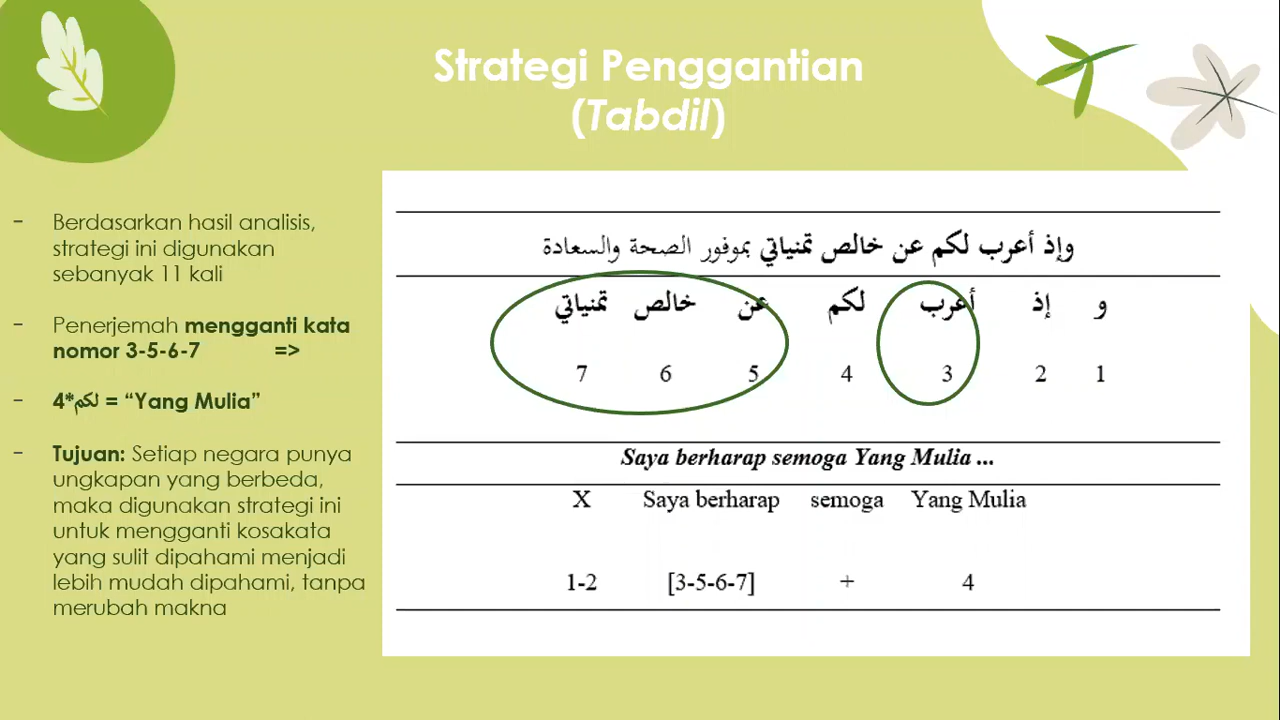 Strategi Penggantian
(Tabdil)
- Berdasarkan hasil analisis,
strategi ini digunakan
sebanyak 11 kali
- Penerjemah mengganti kata
nomor 3-5-6-7 =>
- 4*لكم = “Yang Mulia”
- Tujuan: Setiap negara punya
ungkapan yang berbeda,
maka digunakan strategi ini
untuk mengganti kosakata
yang sulit dipahami menjadi
lebih mudah dipahami, tanpa
merubah makna
وإذ أعرب لكم عن خالص تمنياتي بموفور الصحة والسعادة
و إذ أعرب لكم عن خالص تمنياتي
7 6 5 4 3 2 1
Saya berharap semoga Yang Mulia ...
X Saya berharap semoga Yang Mulia
1-2 [3-5-6-7] + 4